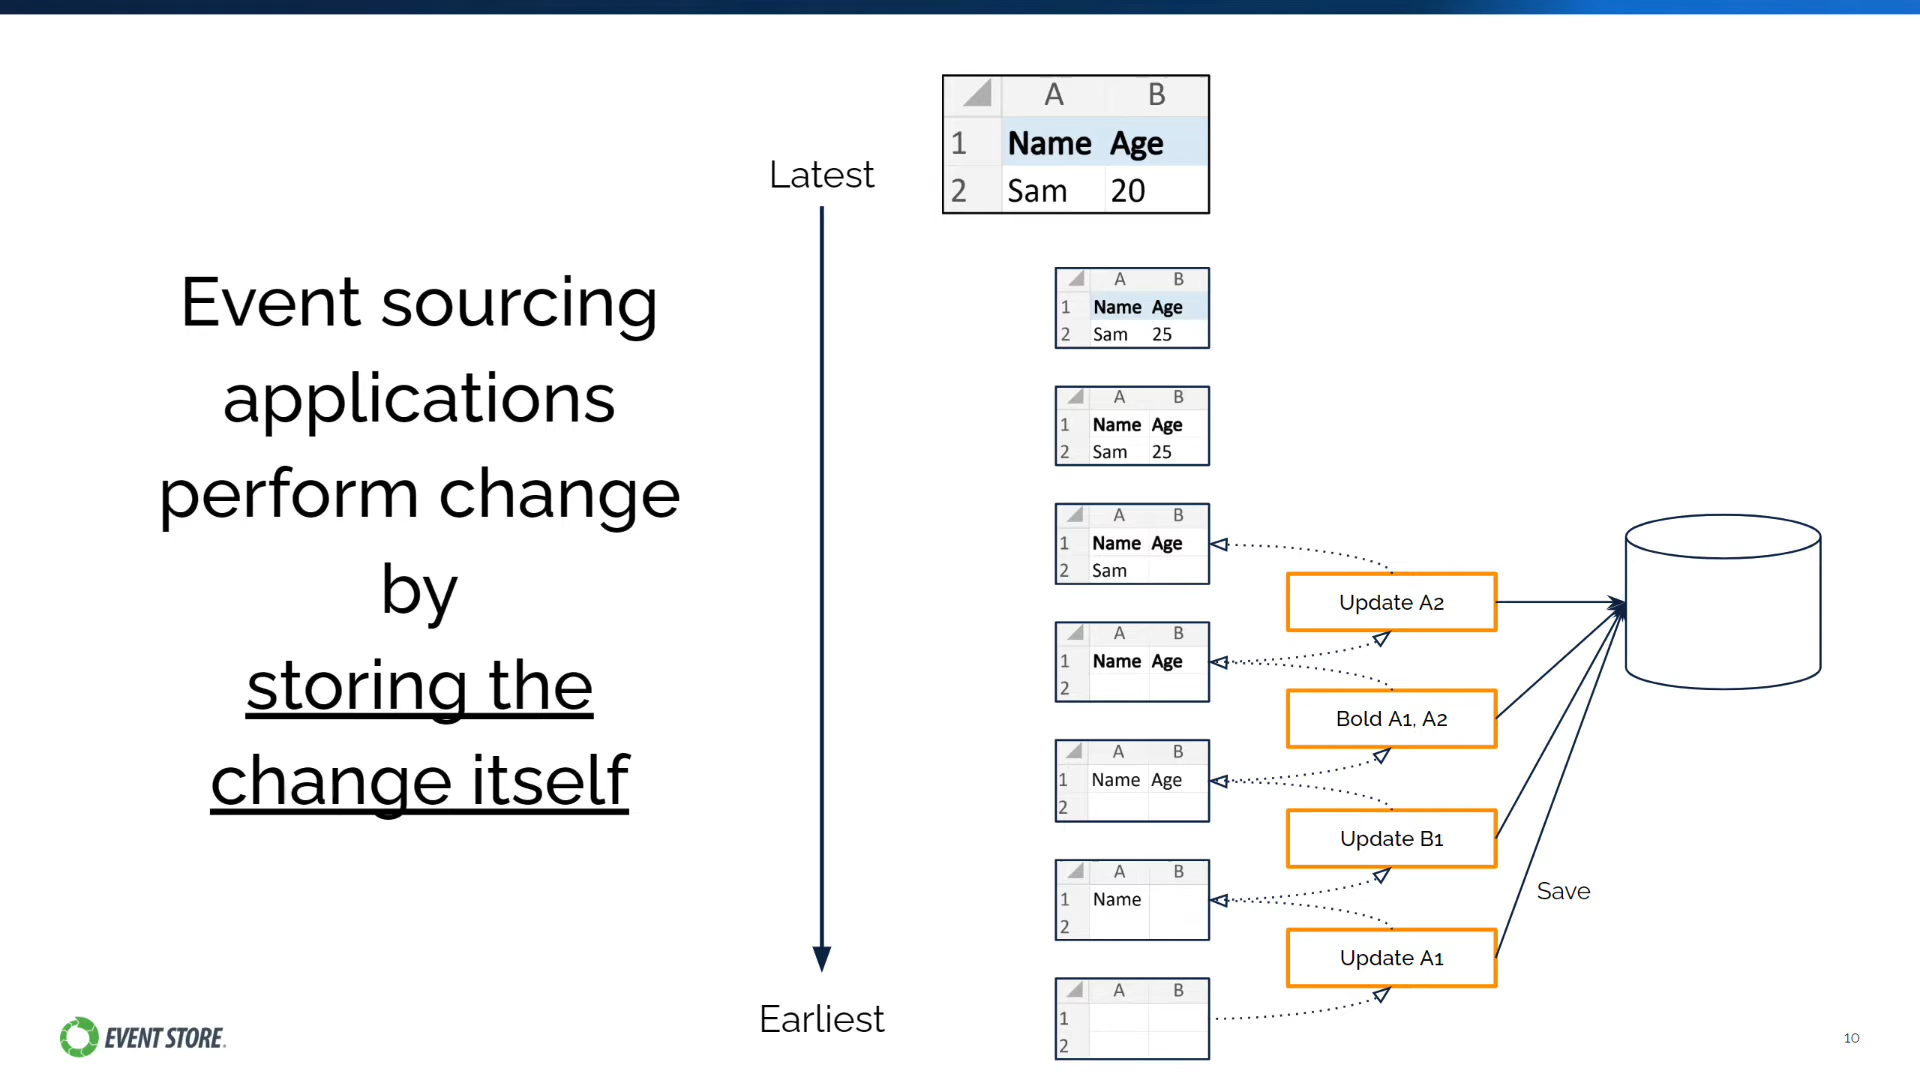 Event sourcing
applications
perform change
by
storing the
change itself
Latest
Earliest
A B
1 Name Age
2 Sam 20
A B
1 Name Age
2 Sam 25
A B
1 Name Age
2 Sam 25
A B
1 Name Age
2 Sam
A B
1 Name Age
2
A B
1 Name Age
2
A B
1 Name
2
A B
1
2
Update A2
Bold A1, A2
Update B1
Update A1
Save
EVENT STORE
10